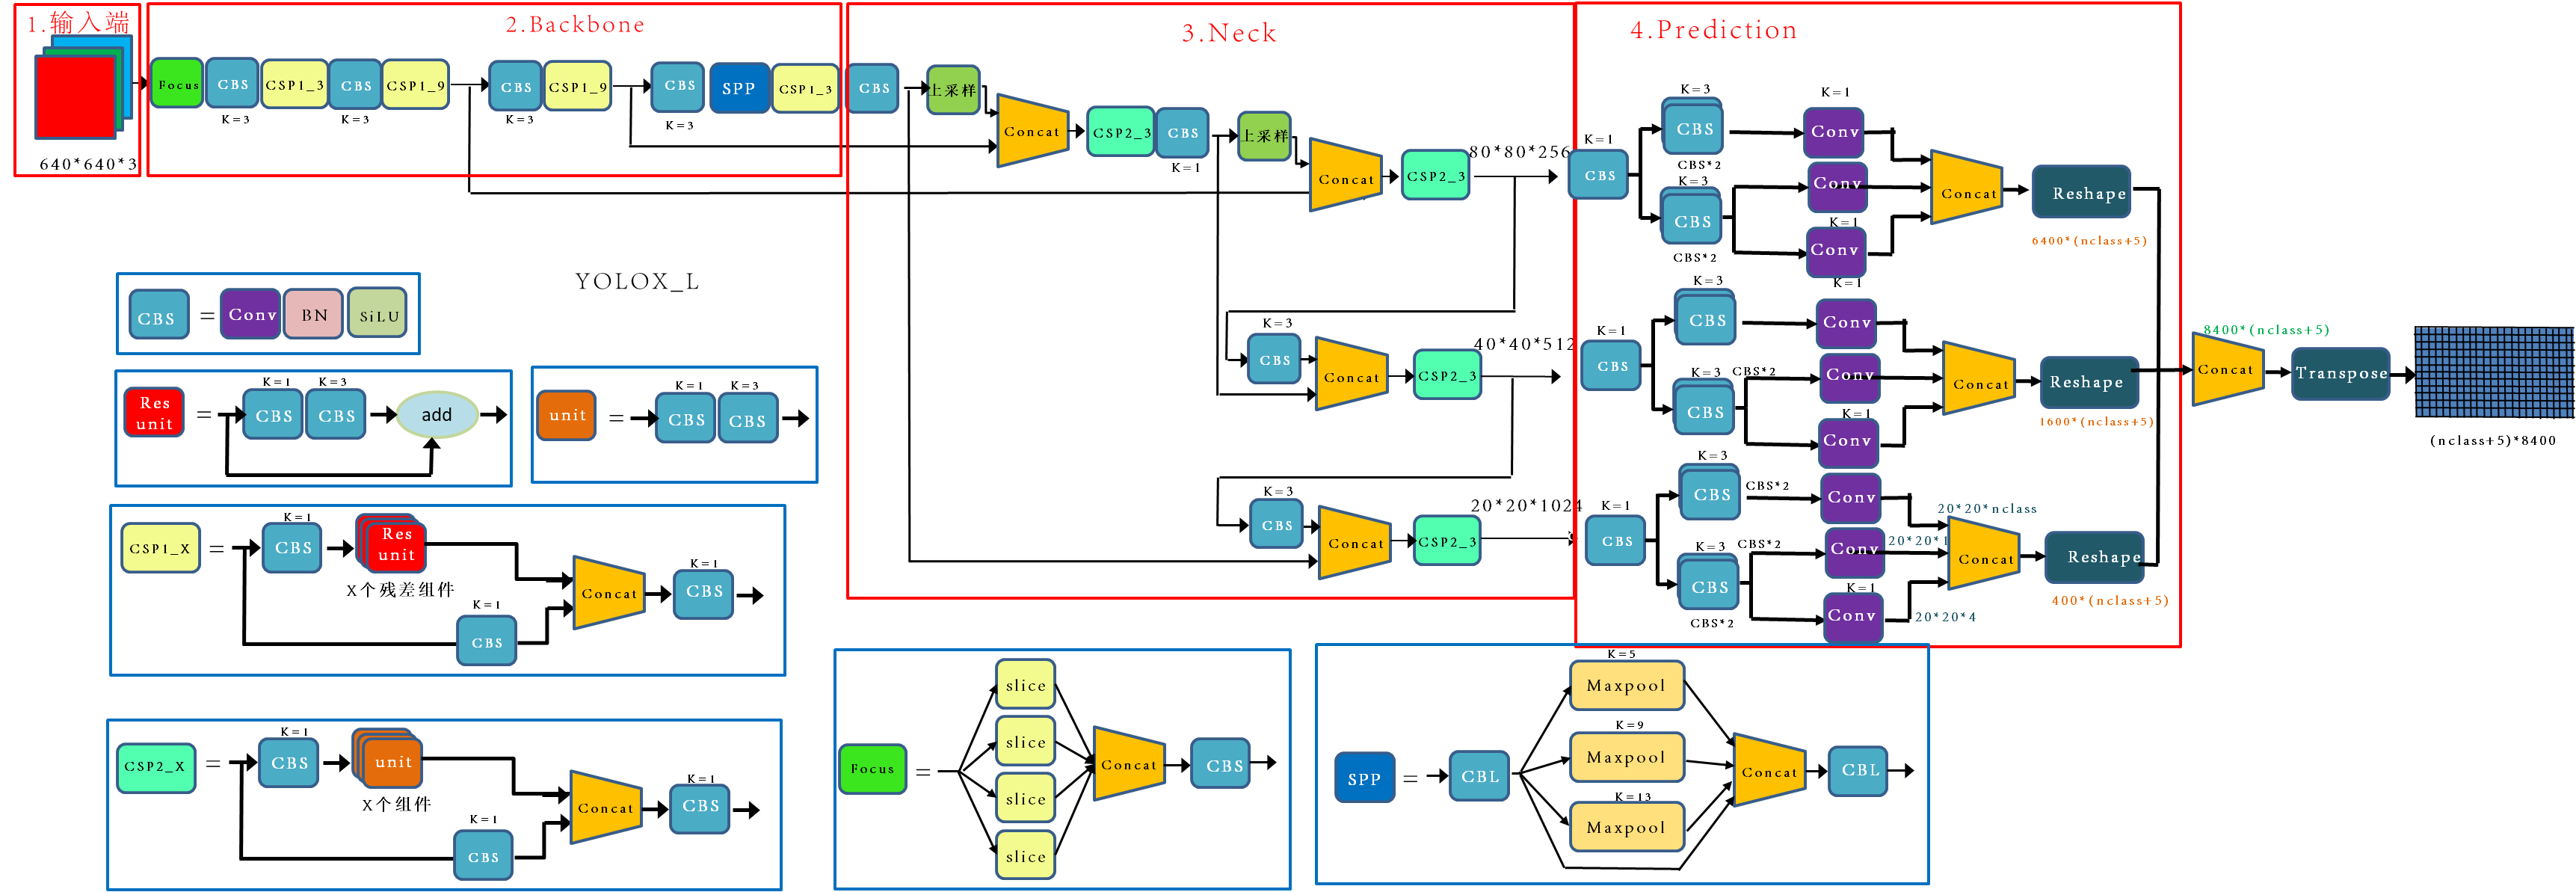 1.输入端
640*640*3
2.Backbone
Focus
CBS
K=3
CSP1_3
CBS
K=3
CSP1_9
CBS
K=3
CSP1_9
CBS
K=3
SPP
CSP1_3
3.Neck
CBS
上采样
Concat
CSP2_3
CBS
K=1
上采样
Concat
CSP2_3
80*80*256
K=3
CBS
Concat
CSP2_3
40*40*512
K=3
CBS
Concat
CSP2_3
20*20*1024
4.Prediction
K=1
CBS
K=3
CBS
CBS*2
K=3
CBS
CBS*2
K=1
Conv
Conv
K=1
Conv
K=1
Concat
Reshape
6400*(nclass+5)
K=1
CBS
K=3
CBS
K=3
CBS*2
CBS
Conv
Conv
K=1
Conv
Concat
Reshape
1600*(nclass+5)
K=1
CBS
K=3
CBS
CBS*2
K=3
CBS*2
CBS
CBS*2
Conv
Conv
K=1
Conv
20*20*nclass
20*20*1
20*20*4
Concat
Reshape
400*(nclass+5)
8400*(nclass+5)
Concat
Transpose
(nclass+5)*8400
YOLOX_L
CBS
=
Conv
BN
SiLU
Res
unit
=
K=1
CBS
K=3
CBS
add
unit
=
K=1
CBS
K=3
CBS
CSP1_X
=
K=1
CBS
Res
unit
X个残差组件
K=1
CBS
Concat
K=1
CBS
CSP2_X
=
K=1
CBS
unit
X个组件
K=1
CBS
Concat
K=1
CBS
Focus
=
slice
slice
slice
slice
Concat
CBS
SPP
=
CBL
K=5
Maxpool
K=9
Maxpool
K=13
Maxpool
Concat
CBL